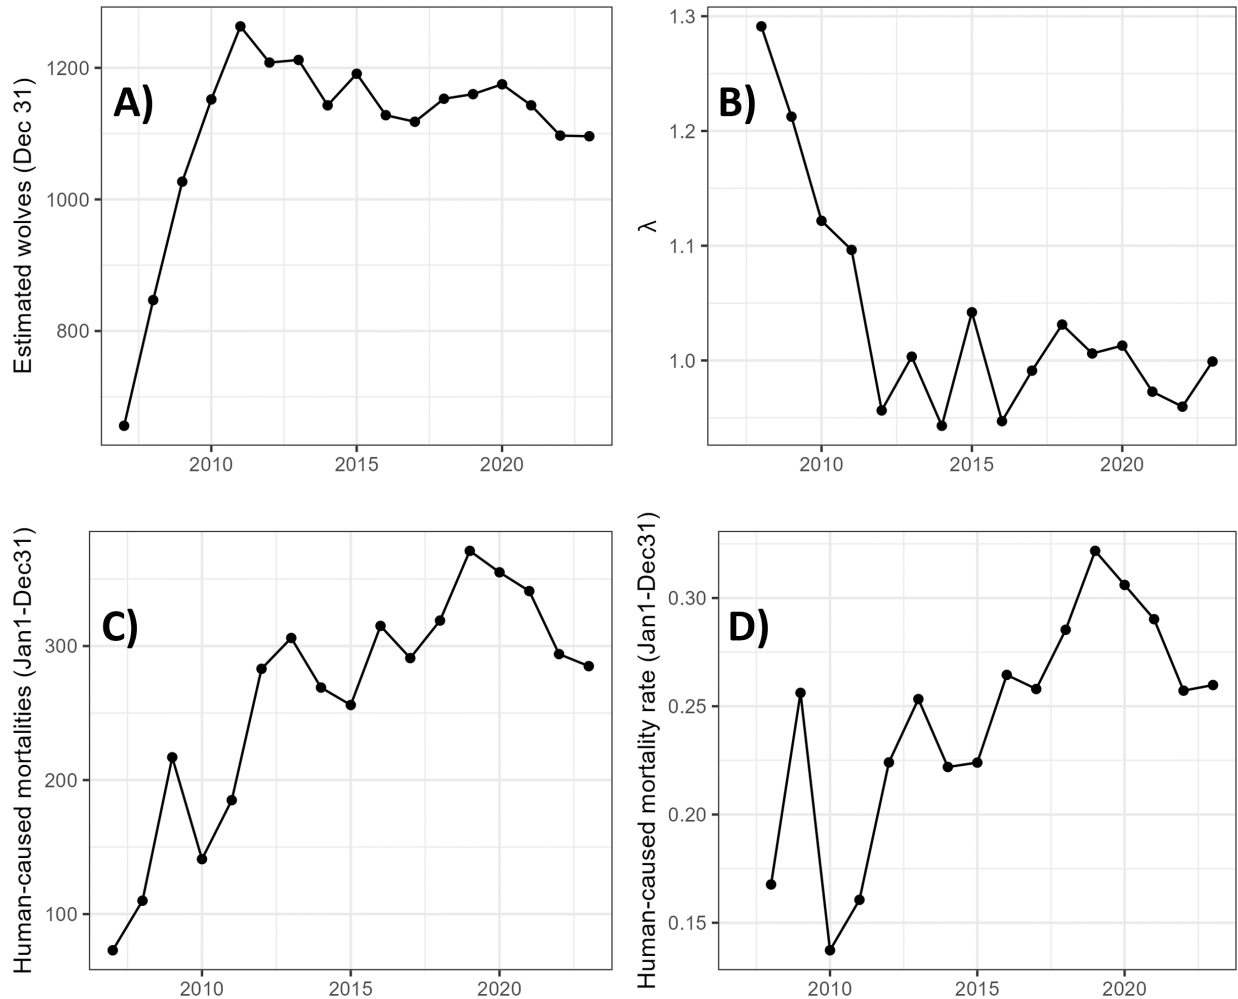 A)
Estimated wolves (Dec 31)
1200
1000
800
2010 2015 2020
B)
λ
1.3
1.2
1.1
1.0
2010 2015 2020
C)
Human-caused mortalities (Jan1-Dec31)
300
200
100
2010 2015 2020
D)
Human-caused mortality rate (Jan1-Dec31)
0.30
0.25
0.20
0.15
2010 2015 2020